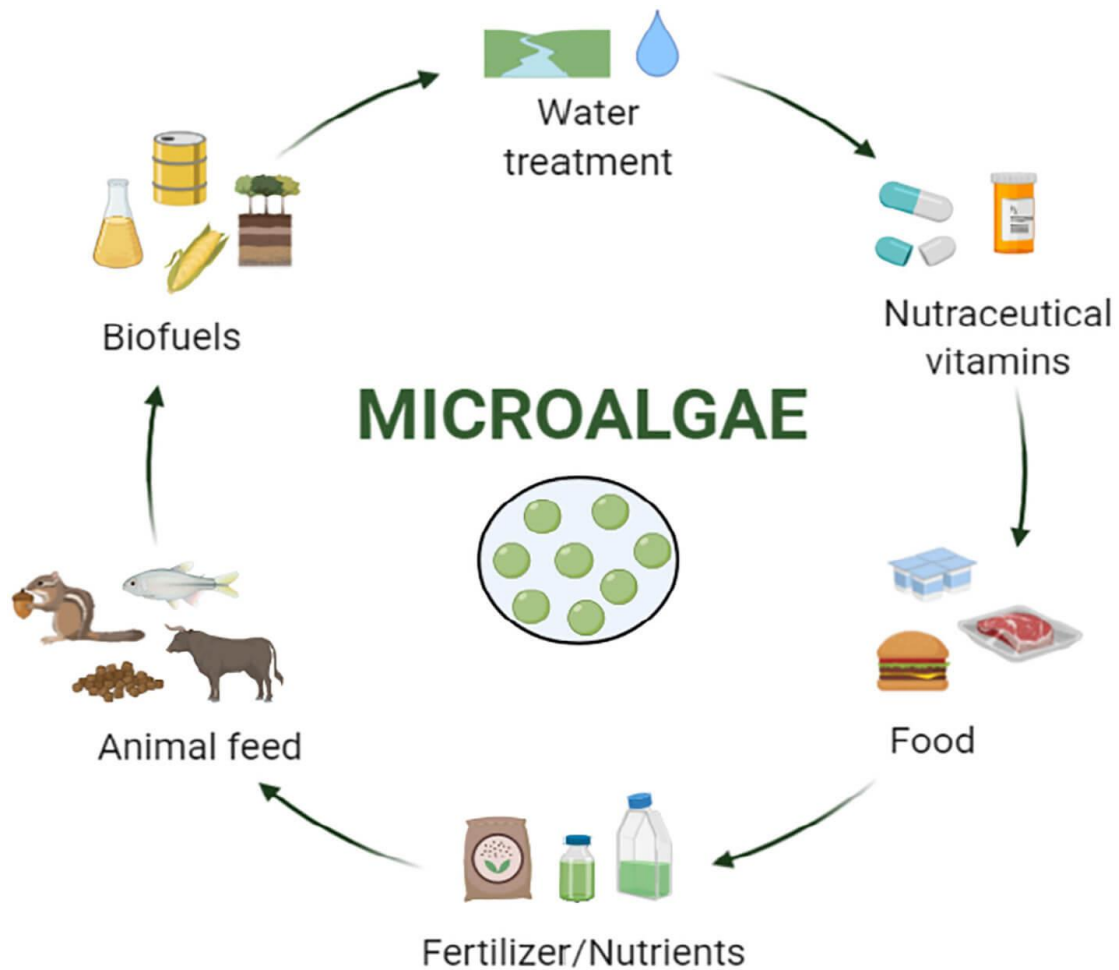 Water
treatment
Nutraceutical
vitamins
Biofuels
MICROALGAE
Food
Animal feed
Fertilizer/Nutrients